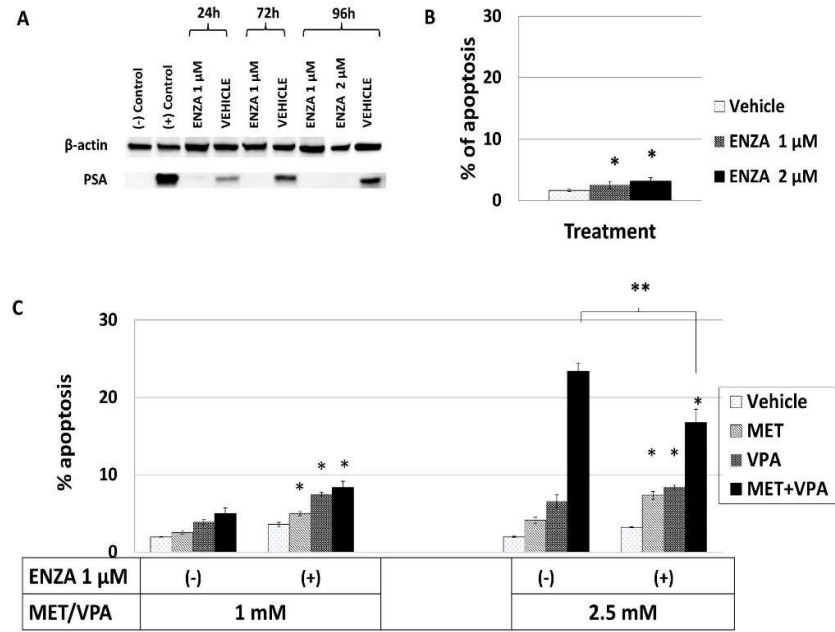 A
24h
72h
96h
(-) Control
(+) Control
ENZA 1 µM
VEHICLE
ENZA 1 µM
VEHICLE
ENZA 1 µM
ENZA 2 µM
VEHICLE
β-actin
PSA
B
% of apoptosis
30
20
10
0
* *
Treatment
Vehicle
ENZA 1 µM
ENZA 2 µM
C
% apoptosis
30
20
10
0
* * *
**
* * *
Vehicle
MET
VPA
MET+VPA
ENZA 1 µM (-) (+) (-) (+)
MET/VPA 1 mM 2.5 mM